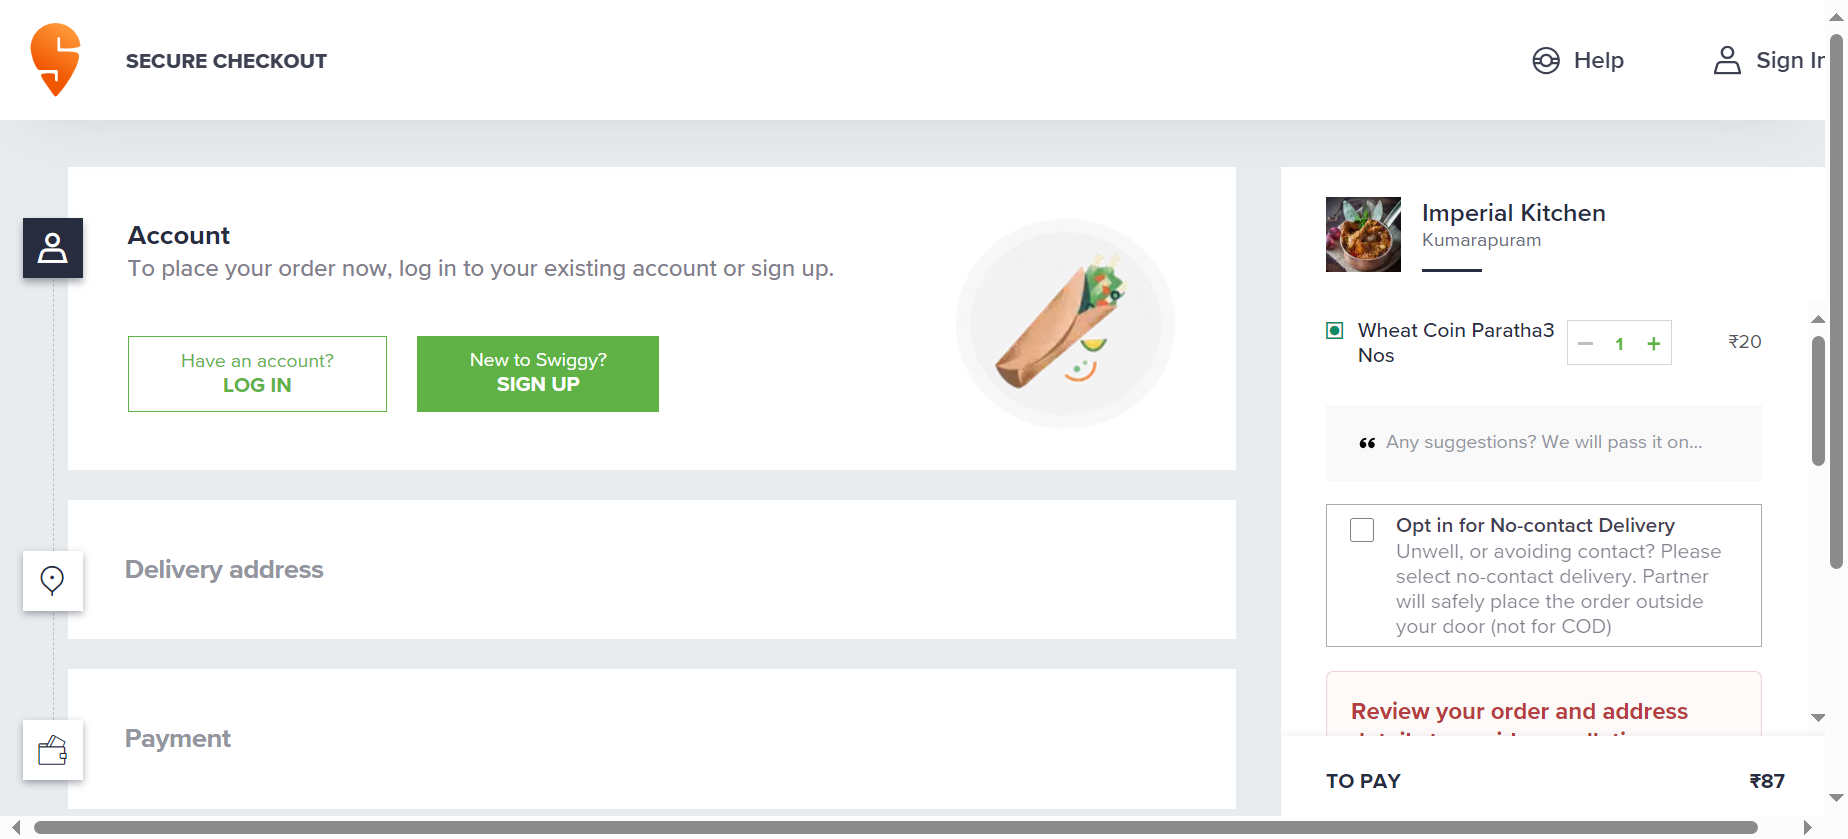 SECURE CHECKOUT
Help
Sign In
Account
To place your order now, log in to your existing account or sign up.
Have an account?
LOG IN
New to Swiggy?
SIGN UP
Delivery address
Payment
Imperial Kitchen
Kumarapuram
Wheat Coin Paratha3
Nos
1
₹20
❝ Any suggestions? We will pass it on...
Opt in for No-contact Delivery
Unwell, or avoiding contact? Please
select no-contact delivery. Partner
will safely place the order outside
your door (not for COD)
Review your order and address
TO PAY
₹87